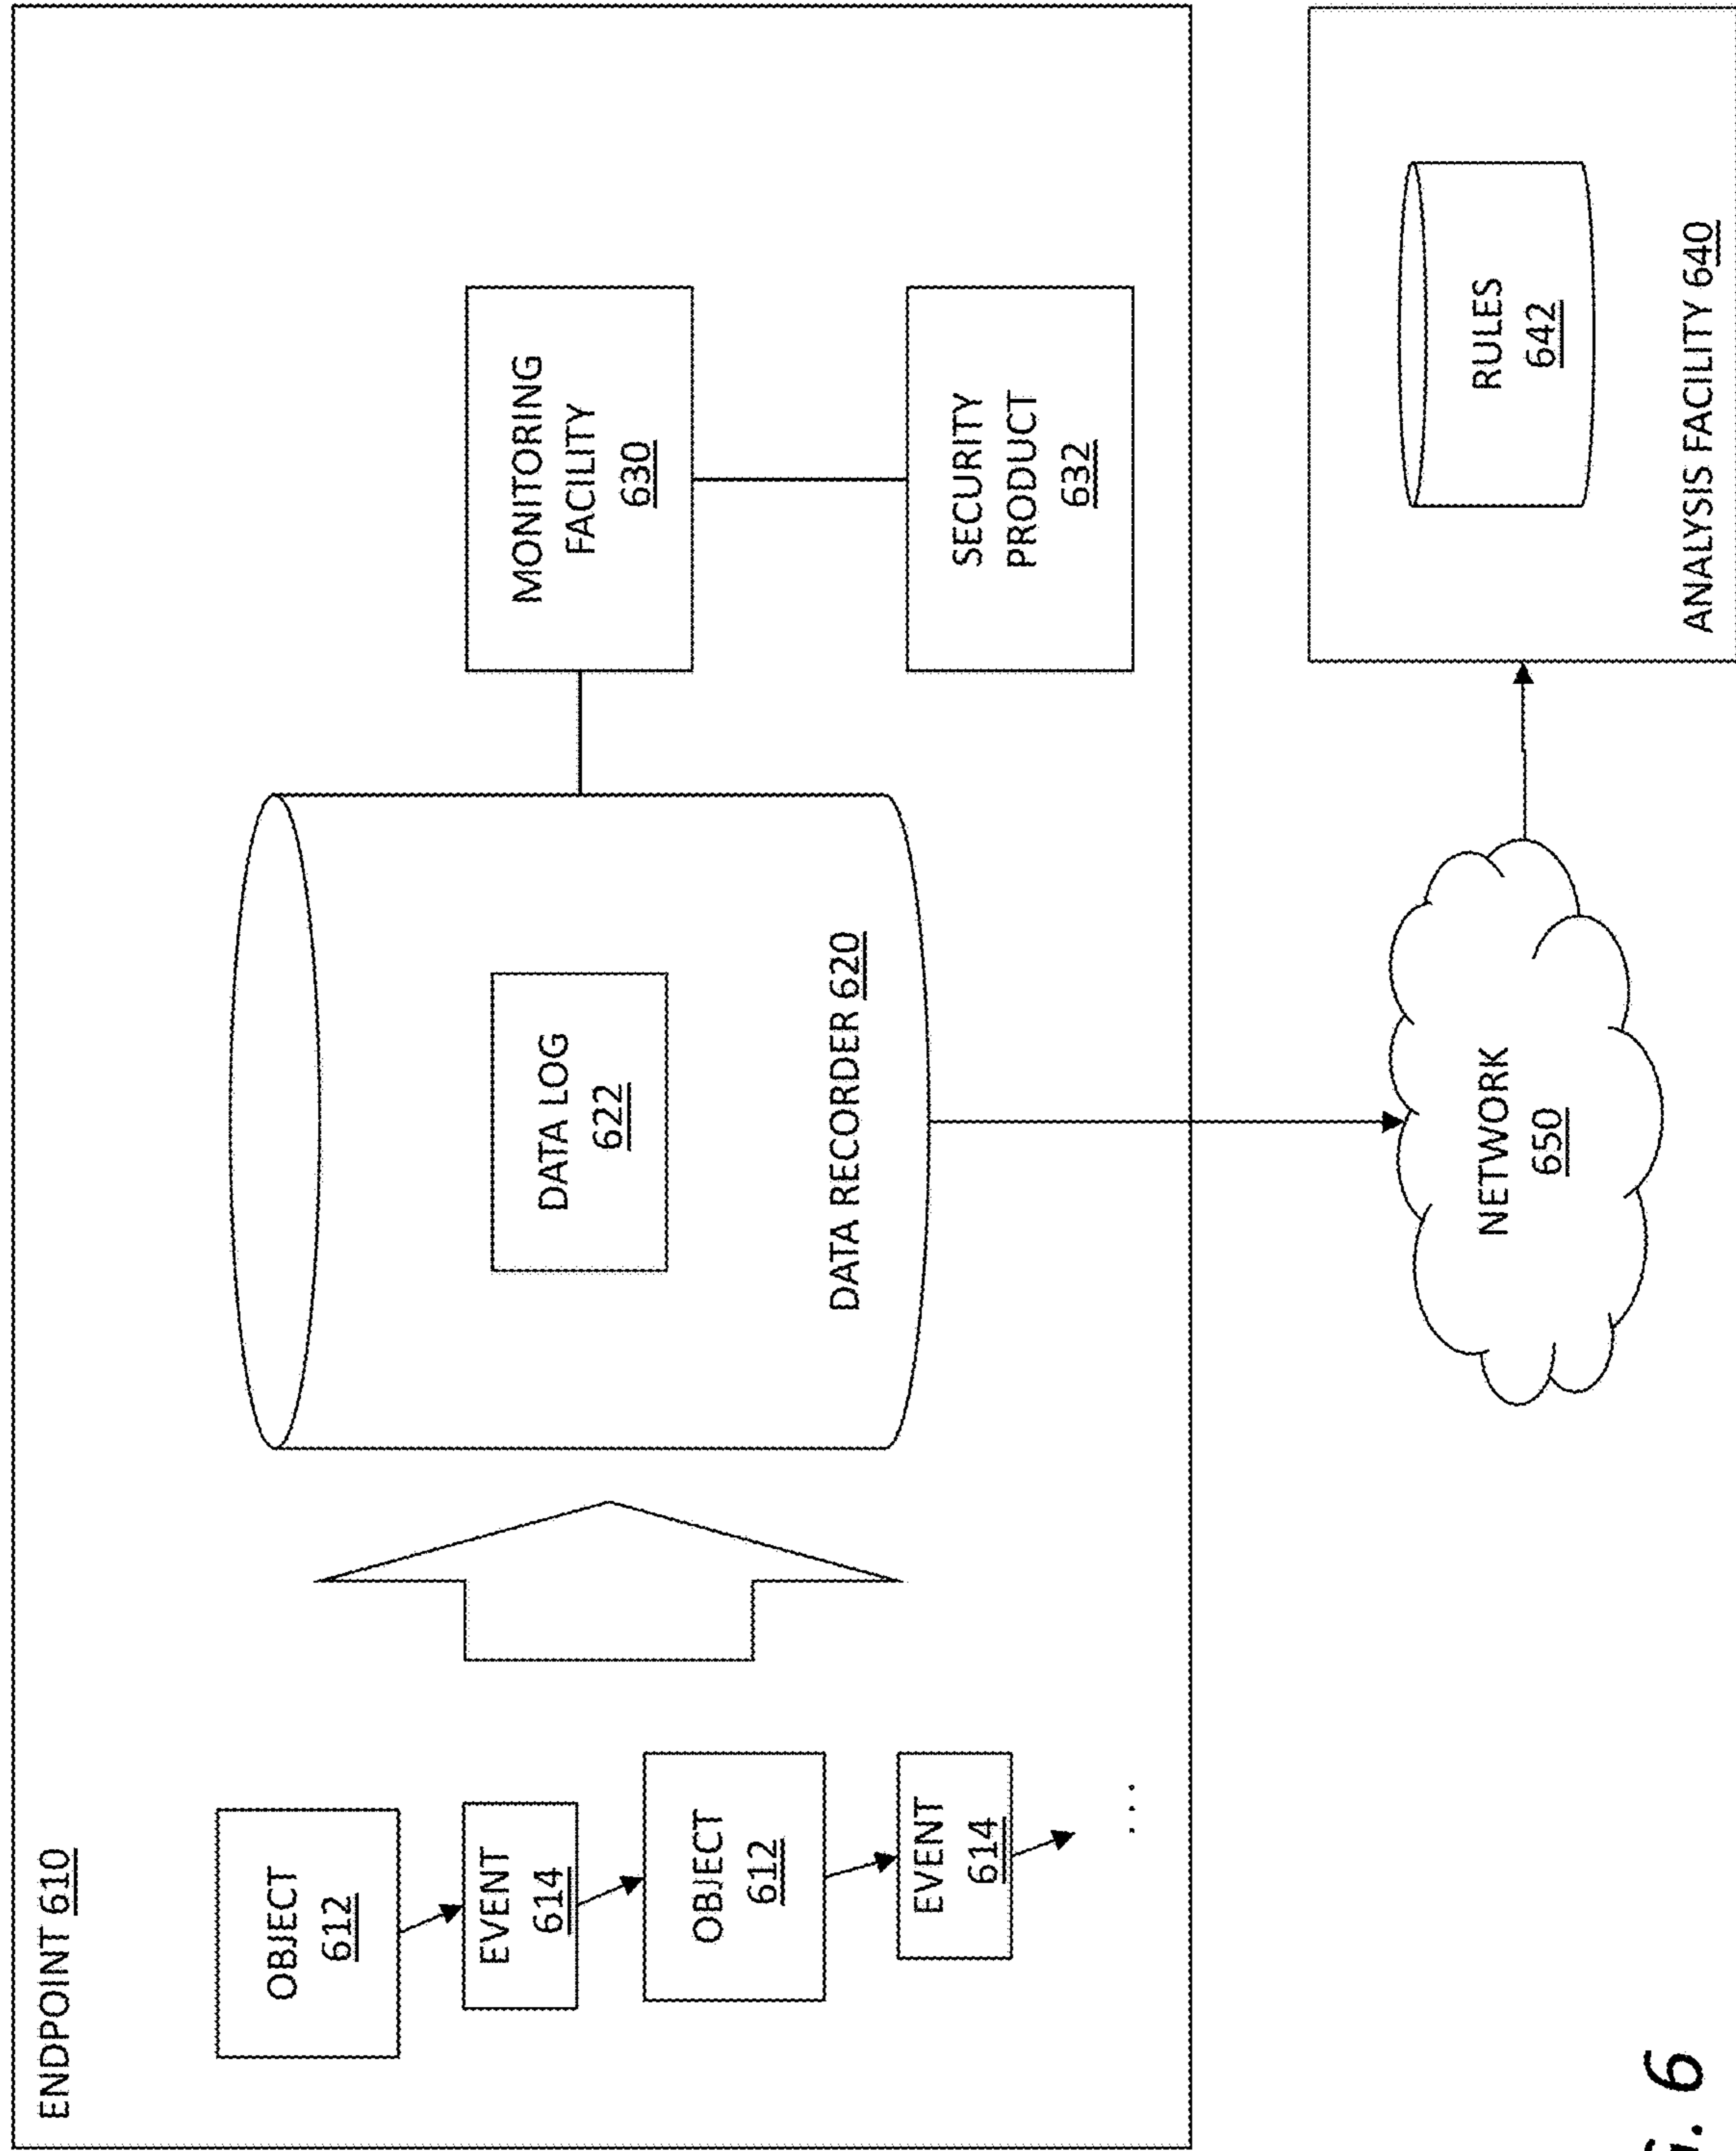 ENDPOINT 610
OBJECT
612
EVENT
614
OBJECT
612
EVENT
614
...
DATA LOG
622
DATA RECORDER 620
MONITORING
FACILITY
630
SECURITY
PRODUCT
632
NETWORK
650
RULES
642
ANALYSIS FACILITY 640
. 6